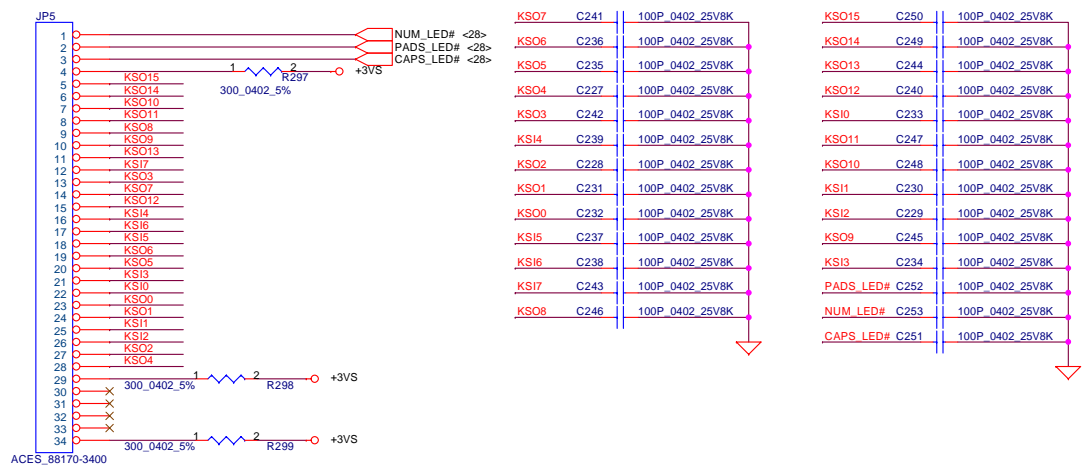 JP5
1 NUM_LED# <28>
2 PADS_LED# <28>
3 CAPS_LED# <28>
4 1 2 R297 +3VS
300_0402_5%
5 KSO15
6 KSO14
7 KSO10
8 KSO11
9 KSO8
10 KSO9
11 KSO13
12 KSI7
13 KSO3
14 KSO7
15 KSO12
16 KSI4
17 KSI6
18 KSI5
19 KSO6
20 KSO5
21 KSI3
22 KSI0
23 KSO0
24 KSO1
25 KSI1
26 KSI2
27 KSO2
28 KSO4
29 300_0402_5% 1 2 R298 +3VS
30
31
32
33
34 300_0402_5% 1 2 R299 +3VS
ACES_88170-3400
KSO7 C241 100P_0402_25V8K
KSO6 C236 100P_0402_25V8K
KSO5 C235 100P_0402_25V8K
KSO4 C227 100P_0402_25V8K
KSO3 C242 100P_0402_25V8K
KSI4 C239 100P_0402_25V8K
KSO2 C228 100P_0402_25V8K
KSO1 C231 100P_0402_25V8K
KSO0 C232 100P_0402_25V8K
KSI5 C237 100P_0402_25V8K
KSI6 C238 100P_0402_25V8K
KSI7 C243 100P_0402_25V8K
KSO8 C246 100P_0402_25V8K
KSO15 C250 100P_0402_25V8K
KSO14 C249 100P_0402_25V8K
KSO13 C244 100P_0402_25V8K
KSO12 C240 100P_0402_25V8K
KSI0 C233 100P_0402_25V8K
KSO11 C247 100P_0402_25V8K
KSO10 C248 100P_0402_25V8K
KSI1 C230 100P_0402_25V8K
KSI2 C229 100P_0402_25V8K
KSO9 C245 100P_0402_25V8K
KSI3 C234 100P_0402_25V8K
PADS_LED# C252 100P_0402_25V8K
NUM_LED# C253 100P_0402_25V8K
CAPS_LED# C251 100P_0402_25V8K